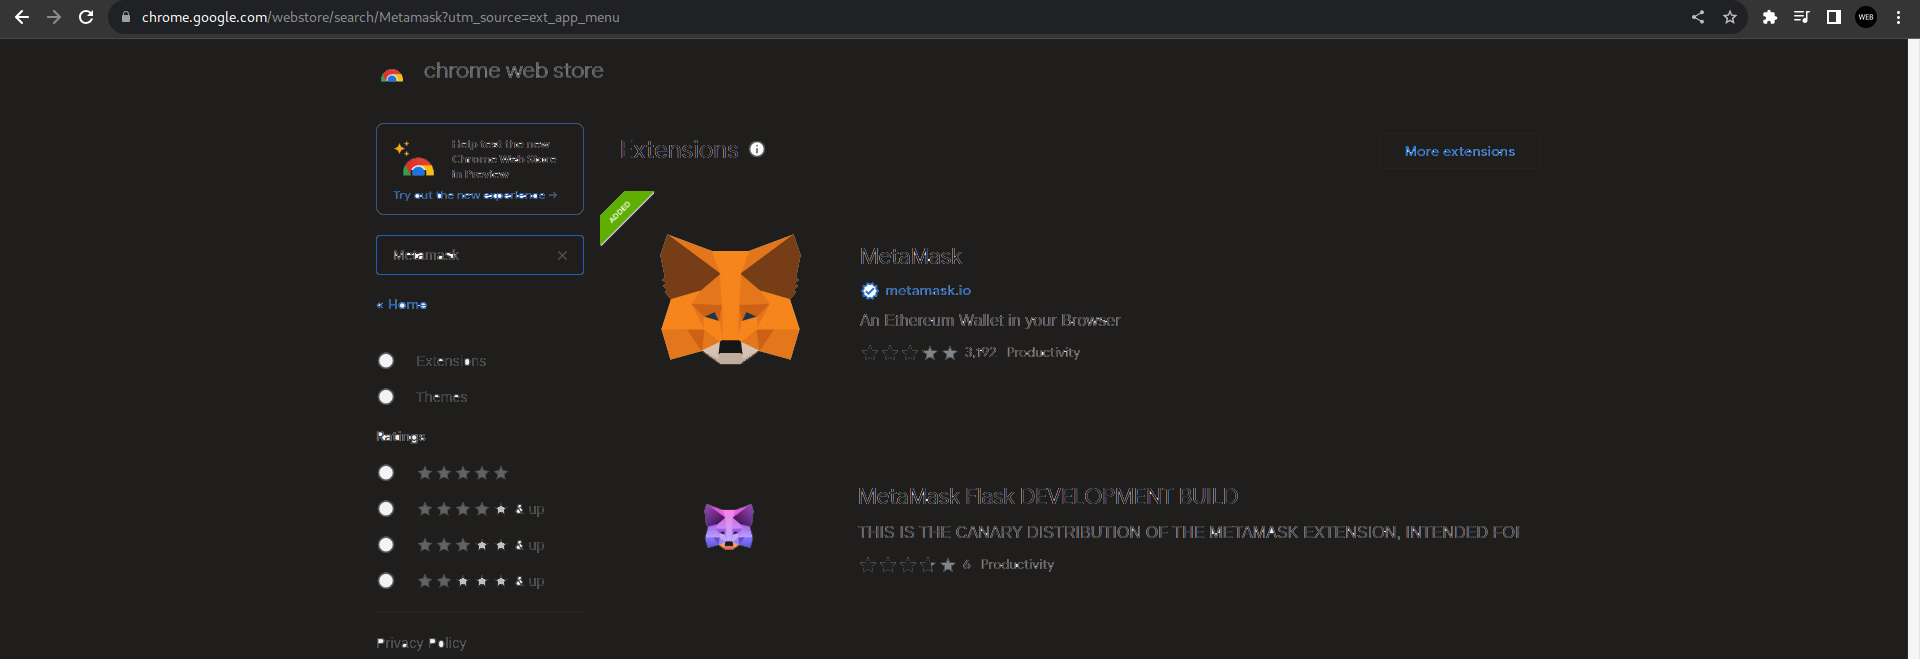 chrome.google.com/webstore/search/Metamask?utm_source=ext_app_menu
WEB
chrome web store
Help test the new
Chrome Web Store
in Preview
Try out the new experience →
Extensions
More extensions
ADDED
Metamask
« Home
MetaMask
metamask.io
An Ethereum Wallet in your Browser
3,192 Productivity
Extensions
Themes
Ratings
& up
& up
& up
MetaMask Flask DEVELOPMENT BUILD
THIS IS THE CANARY DISTRIBUTION OF THE METAMASK EXTENSION, INTENDED FOR
6 Productivity
Privacy Policy